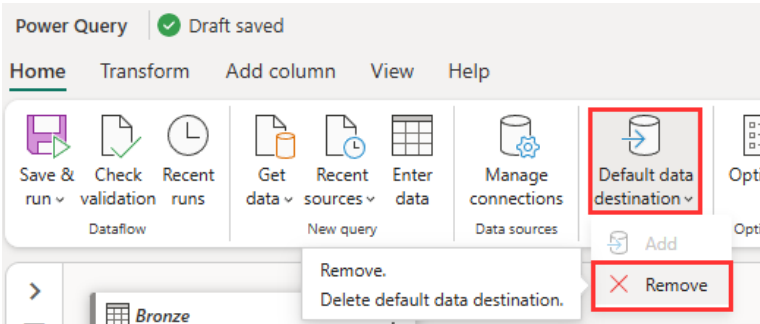 Power Query
Draft saved
Home Transform Add column View Help
Save & run
Check validation
Recent runs
Get data
Recent sources
Enter data
Manage connections
Default data destination
Dataflow
New query
Data sources
Add
Remove
Remove.
Delete default data destination.
Bronze